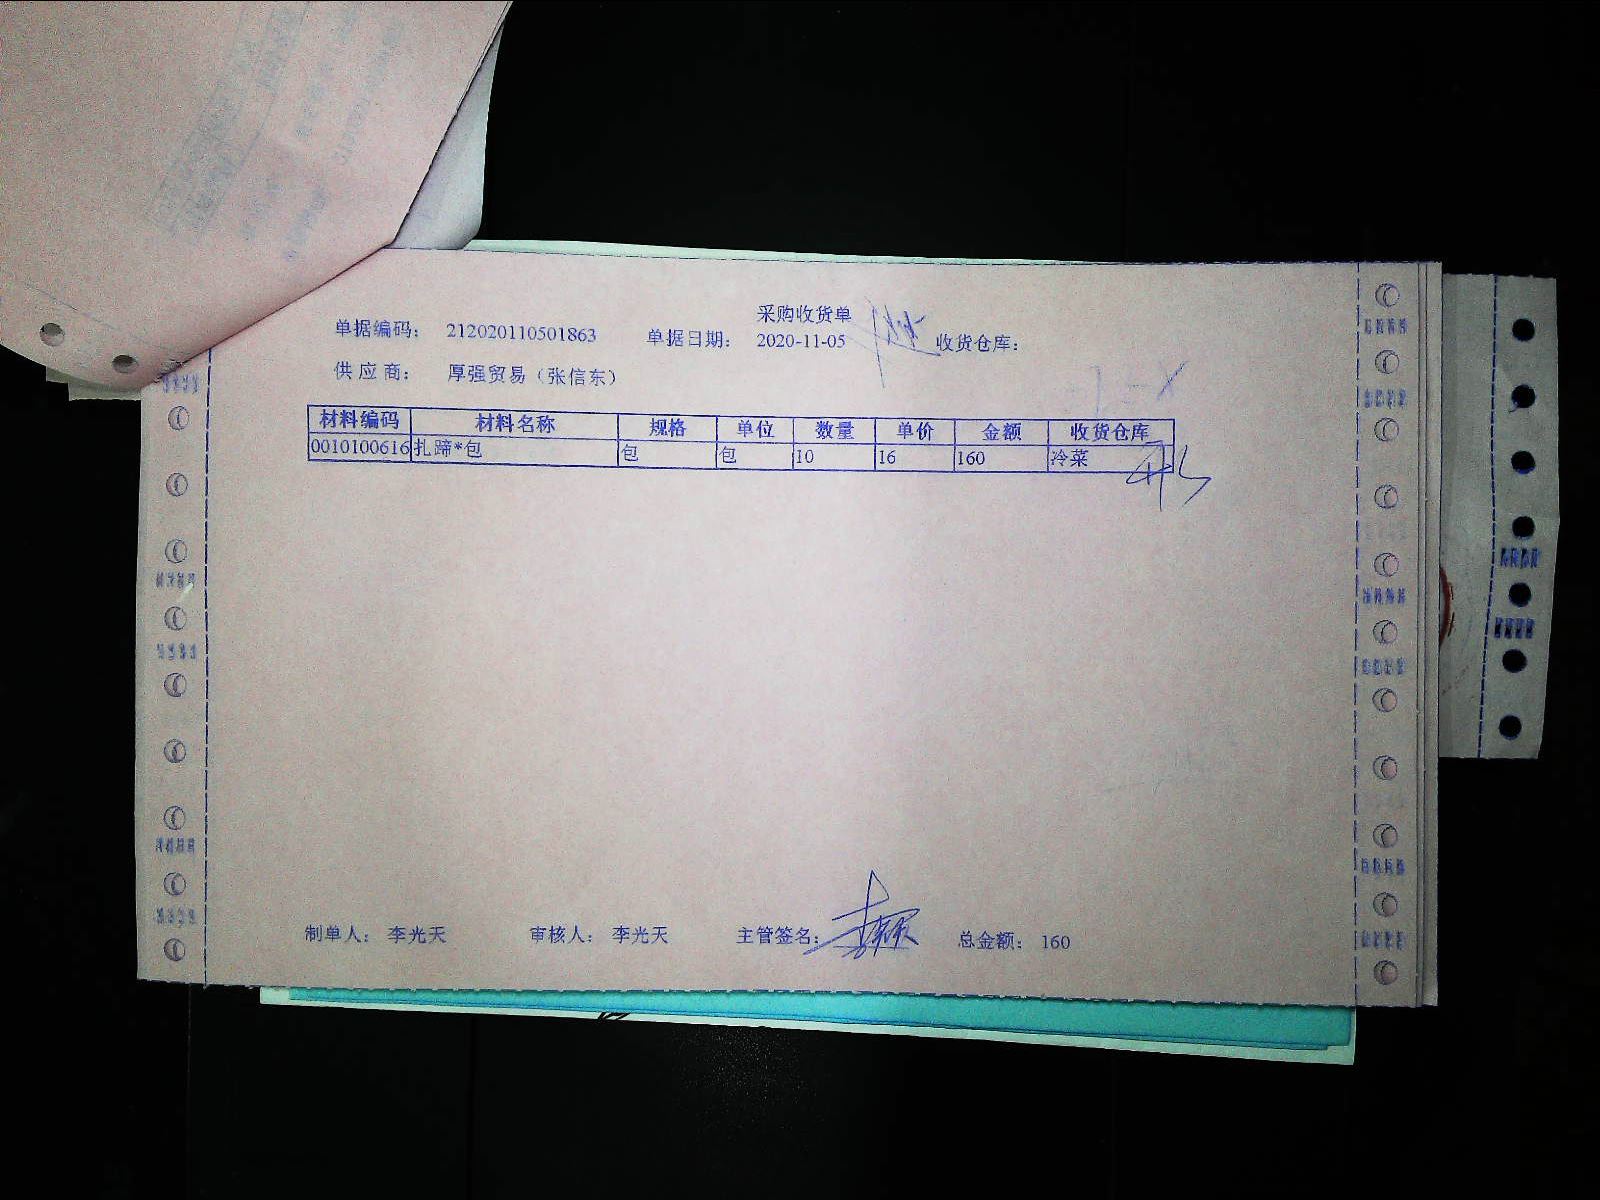 采购收货单
单据编码： 212020110501863 单据日期： 2020-11-05 收货仓库：
供应商： 厚强贸易（张信东）
材料编码 材料名称 规格 单位 数量 单价 金额 收货仓库
0010100616 扎蹄*包 包 包 10 16 160 冷菜
制单人： 李光天 审核人： 李光天 主管签名： 总金额： 160